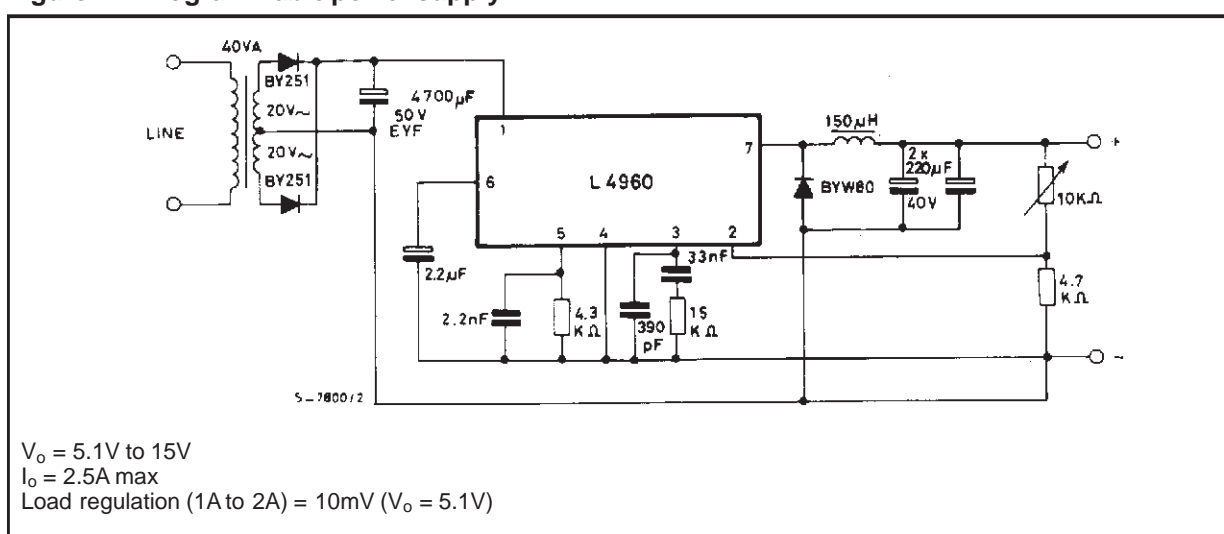 40VA
BY251
20V~
20V~
BY251
LINE
4700µF
50V
EYF
1
7
6
L4960
5
4
3
2
2.2µF
2.2nF
4.3
KΩ
390
pF
33nF
15
KΩ
150µH
BYW80
2x
220µF
40V
+
10KΩ
4.7
KΩ
-
S-7800/2
Vₒ = 5.1V to 15V
Iₒ = 2.5A max
Load regulation (1A to 2A) = 10mV (Vₒ = 5.1V)